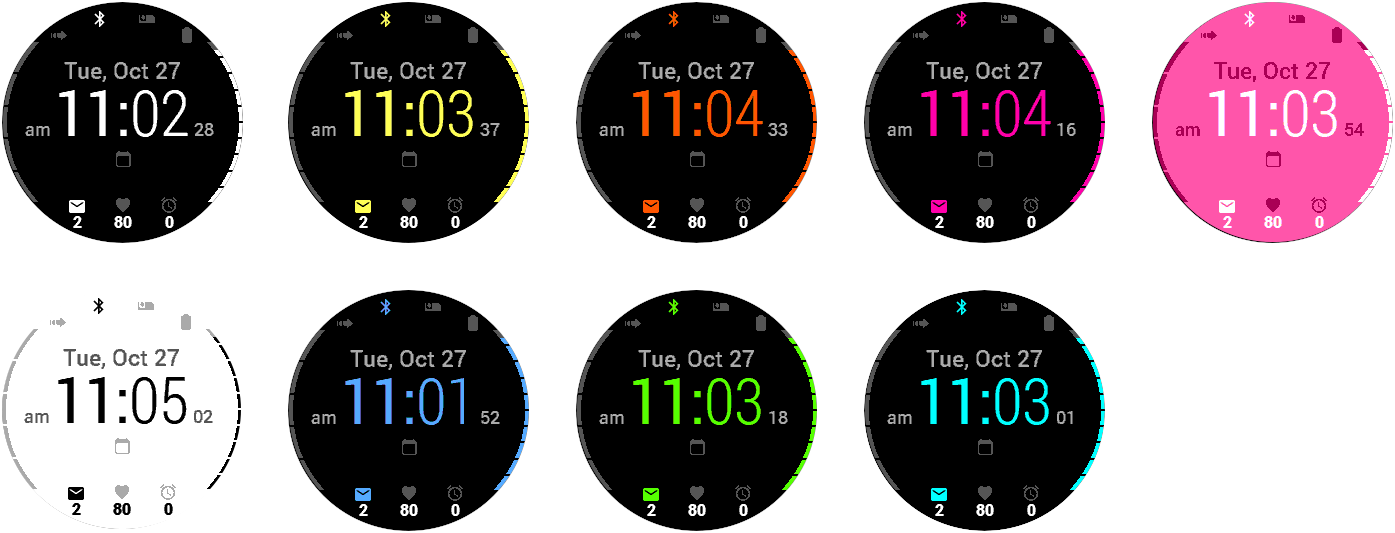 Tue, Oct 27
am 11:02 28
2 80 0
Tue, Oct 27
am 11:03 37
2 80 0
Tue, Oct 27
am 11:04 33
2 80 0
Tue, Oct 27
am 11:04 16
2 80 0
Tue, Oct 27
am 11:03 54
2 80 0
Tue, Oct 27
am 11:05 02
2 80 0
Tue, Oct 27
am 11:01 52
2 80 0
Tue, Oct 27
am 11:03 18
2 80 0
Tue, Oct 27
am 11:03 01
2 80 0